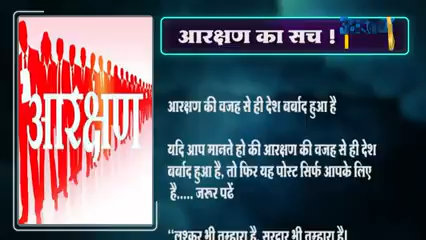 आरक्षण का सच !
आरक्षण
आरक्षण की वजह से ही देश बर्बाद हुआ है
यदि आप मानते हो की आरक्षण की वजह से ही देश
बर्बाद हुआ है, तो फिर यह पोस्ट सिर्फ आपके लिए
है..... जरूर पढें
“लश्कर भी तुम्हारा है, सरदार भी तुम्हारा है।